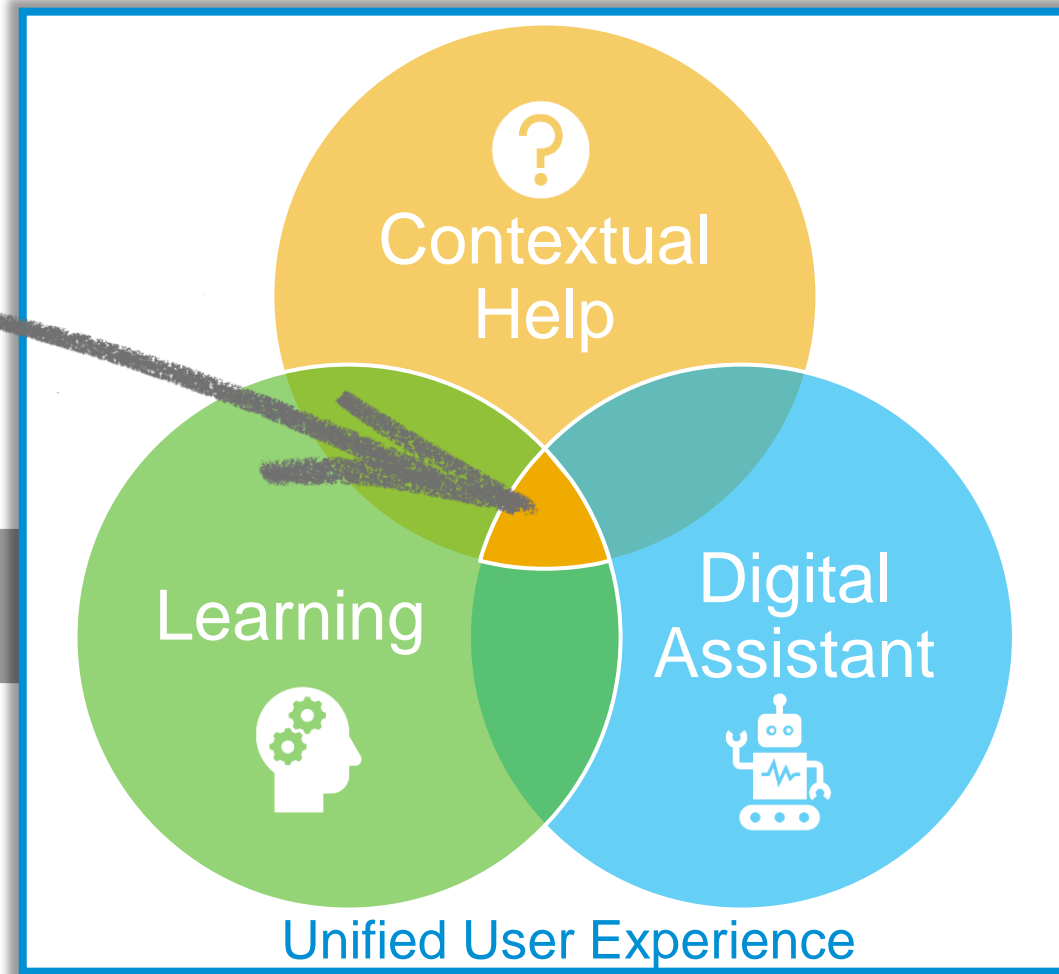 Contextual
Help
Learning
Digital
Assistant
Unified User Experience